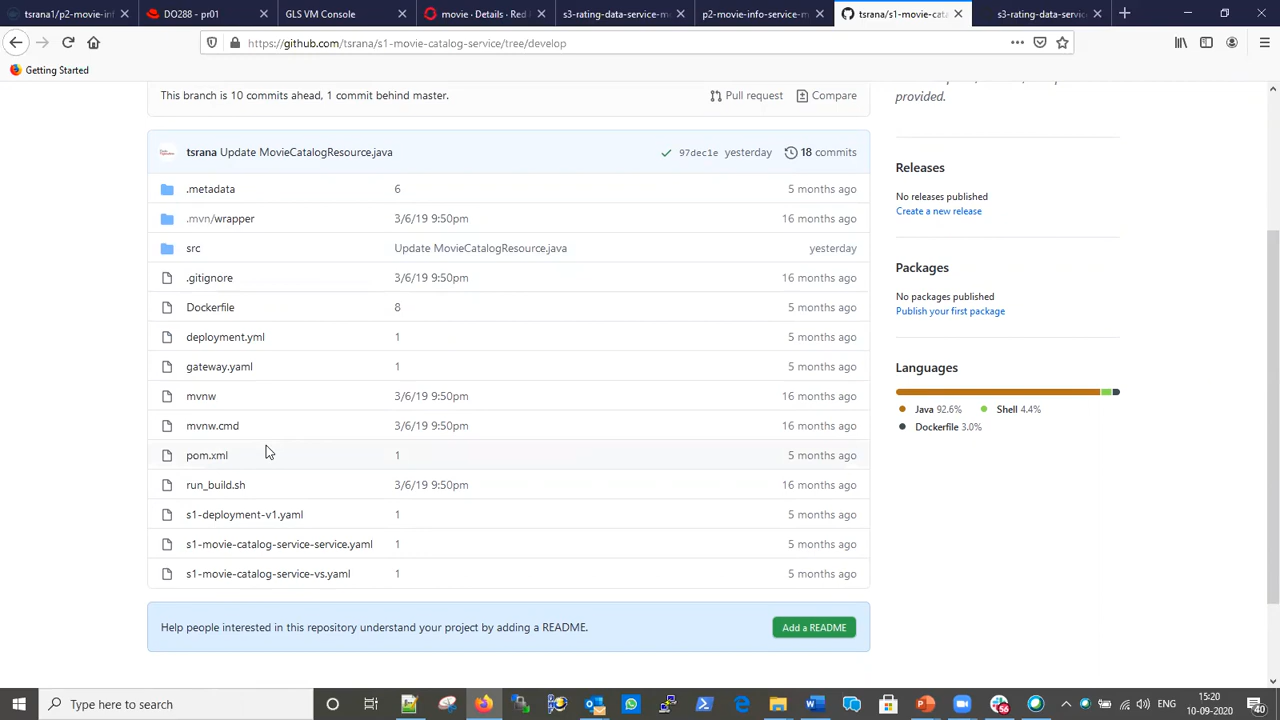 tsrana1/p2-movie-in
DO288 -
GLS VM Console
movie · Details · Red
s3-rating-data-service-m
p2-movie-info-service-m
tsrana/s1-movie-cat
s3-rating-data-servic
https://github.com/tsrana/s1-movie-catalog-service/tree/develop
Getting Started
This branch is 10 commits ahead, 1 commit behind master.
Pull request
Compare
provided.
tsrana Update MovieCatalogResource.java
97dec1e yesterday
18 commits
.metadata 6 5 months ago
.mvn/wrapper 3/6/19 9:50pm 16 months ago
src Update MovieCatalogResource.java yesterday
.gitignore 3/6/19 9:50pm 16 months ago
Dockerfile 8 5 months ago
deployment.yml 1 5 months ago
gateway.yaml 1 5 months ago
mvnw 3/6/19 9:50pm 16 months ago
mvnw.cmd 3/6/19 9:50pm 16 months ago
pom.xml 1 5 months ago
run_build.sh 3/6/19 9:50pm 16 months ago
s1-deployment-v1.yaml 1 5 months ago
s1-movie-catalog-service-service.yaml 1 5 months ago
s1-movie-catalog-service-vs.yaml 1 5 months ago
Help people interested in this repository understand your project by adding a README.
Add a README
Releases
No releases published
Create a new release
Packages
No packages published
Publish your first package
Languages
Java 92.6%
Shell 4.4%
Dockerfile 3.0%
Type here to search
56
ENG
15:20
10-09-2020
40